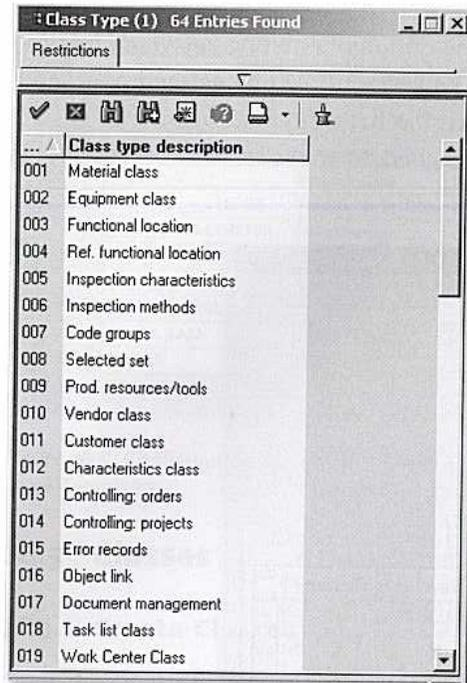 Class Type (1) 64 Entries Found
Restrictions
... Class type description
001 Material class
002 Equipment class
003 Functional location
004 Ref. functional location
005 Inspection characteristics
006 Inspection methods
007 Code groups
008 Selected set
009 Prod. resources/tools
010 Vendor class
011 Customer class
012 Characteristics class
013 Controlling: orders
014 Controlling: projects
015 Error records
016 Object link
017 Document management
018 Task list class
019 Work Center Class